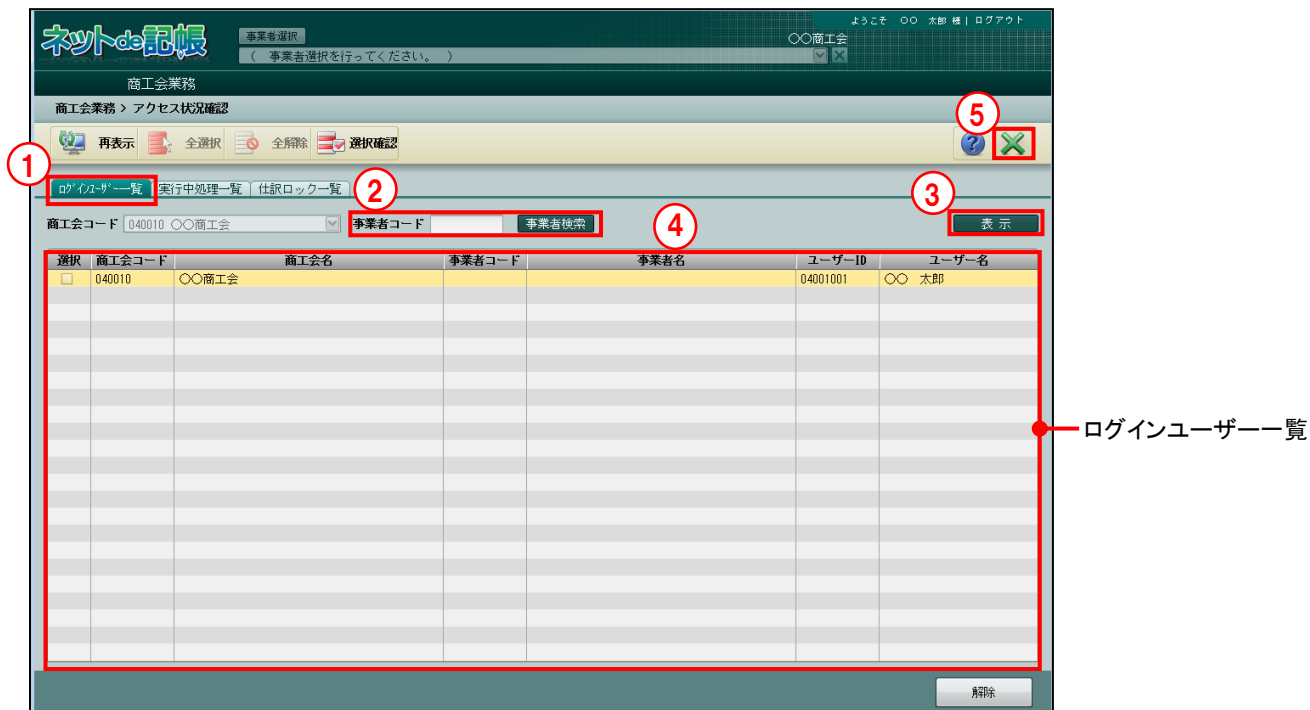 ようこそ 〇〇 太郎 様 | ログアウト
ネットde記帳
事業者選択
〇〇商工会
( 事業者選択を行ってください。 )
商工会業務
商工会業務 > アクセス状況確認
5
再表示 全選択 全解除 選択確認 ?
1
ログインユーザー一覧 実行中処理一覧 仕訳ロック一覧
2
3
商工会コード 040010 〇〇商工会 事業者コード 事業者検索
4
表示
選択 商工会コード 商工会名 事業者コード 事業者名 ユーザーID ユーザー名
040010 〇〇商工会 04001001 〇〇 太郎
ログインユーザー一覧
解除